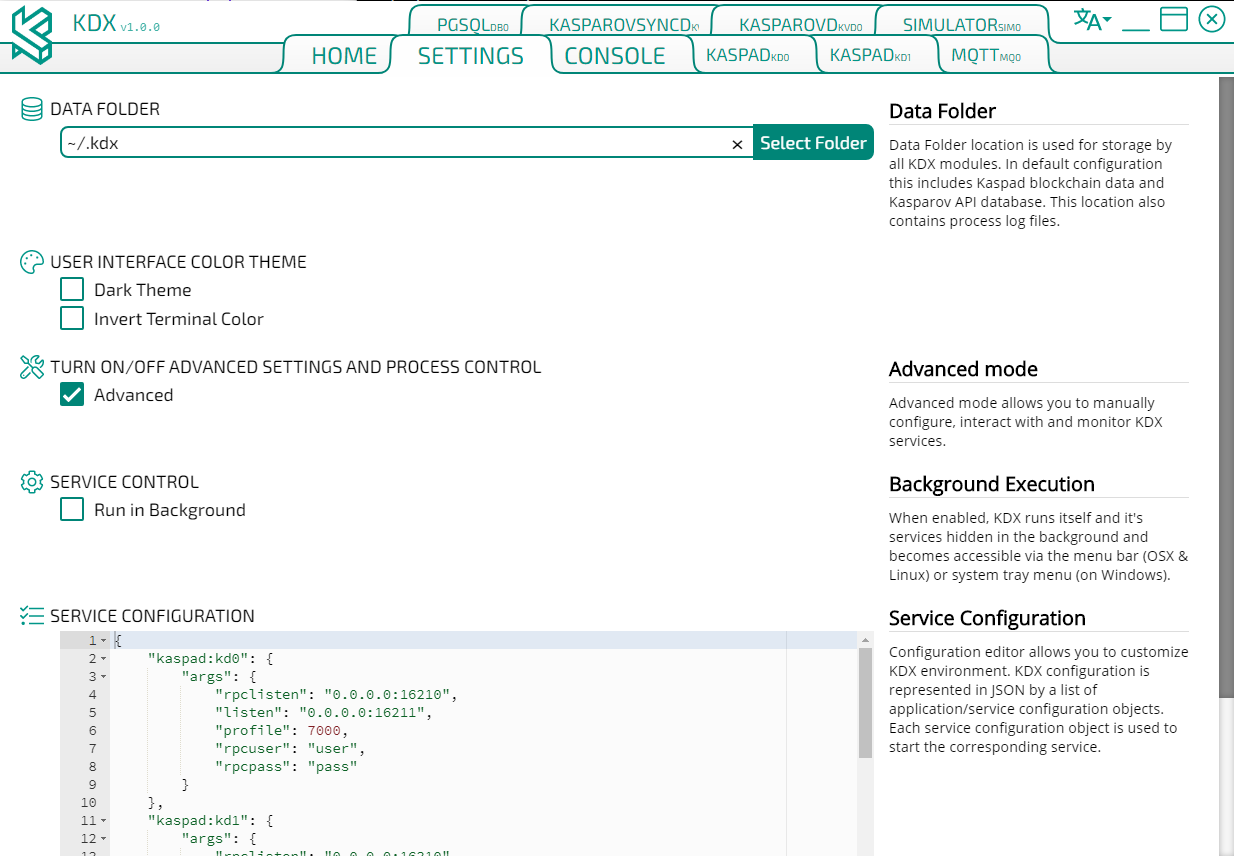 KDX v1.0.0
PGSQL DB0
KASPAROVSYNCD
KASPAROVD KVD0
SIMULATOR SIM0
HOME
SETTINGS
CONSOLE
KASPAD KD0
KASPAD KD1
MQTT MQ0
DATA FOLDER
~/.kdx
× Select Folder
Data Folder
Data Folder location is used for storage by
all KDX modules. In default configuration
this includes Kaspad blockchain data and
Kasparov API database. This location also
contains process log files.
USER INTERFACE COLOR THEME
Dark Theme
Invert Terminal Color
TURN ON/OFF ADVANCED SETTINGS AND PROCESS CONTROL
Advanced
Advanced mode
Advanced mode allows you to manually
configure, interact with and monitor KDX
services.
SERVICE CONTROL
Run in Background
Background Execution
When enabled, KDX runs itself and it's
services hidden in the background and
becomes accessible via the menu bar (OSX &
Linux) or system tray menu (on Windows).
SERVICE CONFIGURATION
1 {
2 "kaspad:kd0": {
3 "args": {
4 "rpclisten": "0.0.0.0:16210",
5 "listen": "0.0.0.0:16211",
6 "profile": 7000,
7 "rpcuser": "user",
8 "rpcpass": "pass"
9 }
10 },
11 "kaspad:kd1": {
12 "args": {
13 "rpclisten": "0.0.0.0:16210",
Service Configuration
Configuration editor allows you to customize
KDX environment. KDX configuration is
represented in JSON by a list of
application/service configuration objects.
Each service configuration object is used to
start the corresponding service.